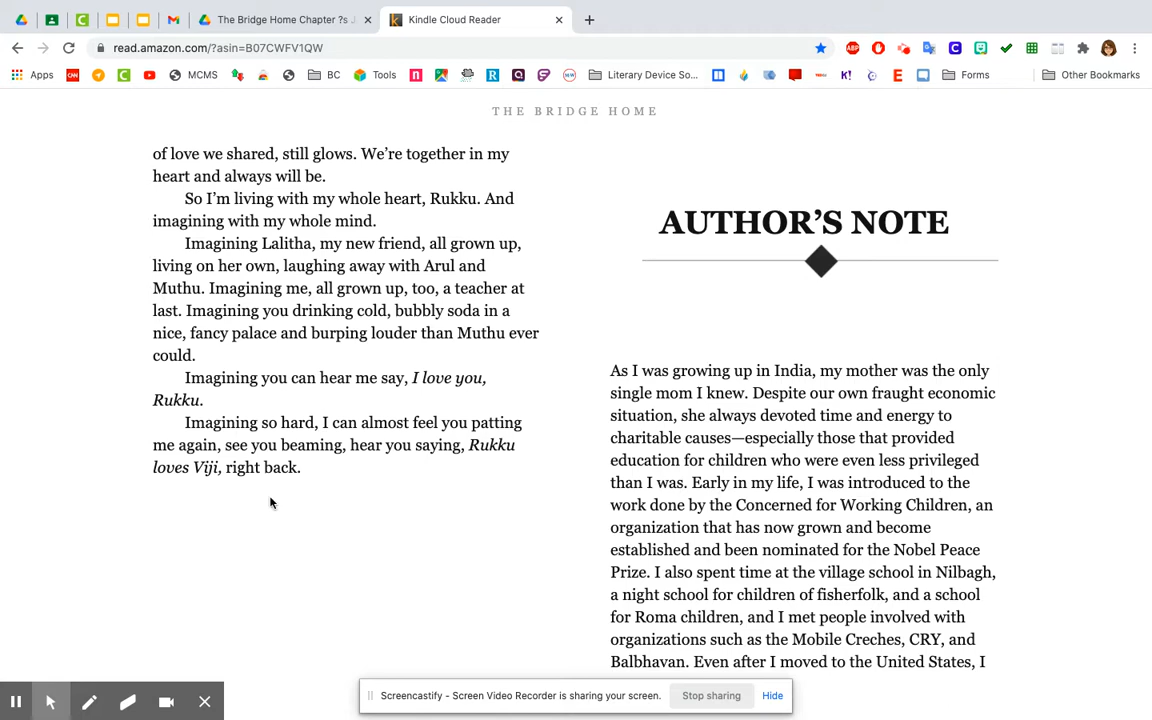 The Bridge Home Chapter ?s
Kindle Cloud Reader
read.amazon.com/?asin=B07CWFV1QW
Apps
MCMS
BC
Tools
Literary Device So...
Forms
Other Bookmarks
THE BRIDGE HOME
of love we shared, still glows. We're together in my
heart and always will be.
So I'm living with my whole heart, Rukku. And
imagining with my whole mind.
Imagining Lalitha, my new friend, all grown up,
living on her own, laughing away with Arul and
Muthu. Imagining me, all grown up, too, a teacher at
last. Imagining you drinking cold, bubbly soda in a
nice, fancy palace and burping louder than Muthu ever
could.
Imagining you can hear me say, I love you,
Rukku.
Imagining so hard, I can almost feel you patting
me again, see you beaming, hear you saying, Rukku
loves Viji, right back.
AUTHOR'S NOTE
As I was growing up in India, my mother was the only
single mom I knew. Despite our own fraught economic
situation, she always devoted time and energy to
charitable causes—especially those that provided
education for children who were even less privileged
than I was. Early in my life, I was introduced to the
work done by the Concerned for Working Children, an
organization that has now grown and become
established and been nominated for the Nobel Peace
Prize. I also spent time at the village school in Nilbagh,
a night school for children of fisherfolk, and a school
for Roma children, and I met people involved with
organizations such as the Mobile Creches, CRY, and
Balbhavan. Even after I moved to the United States, I
Screencastify - Screen Video Recorder is sharing your screen.
Stop sharing
Hide